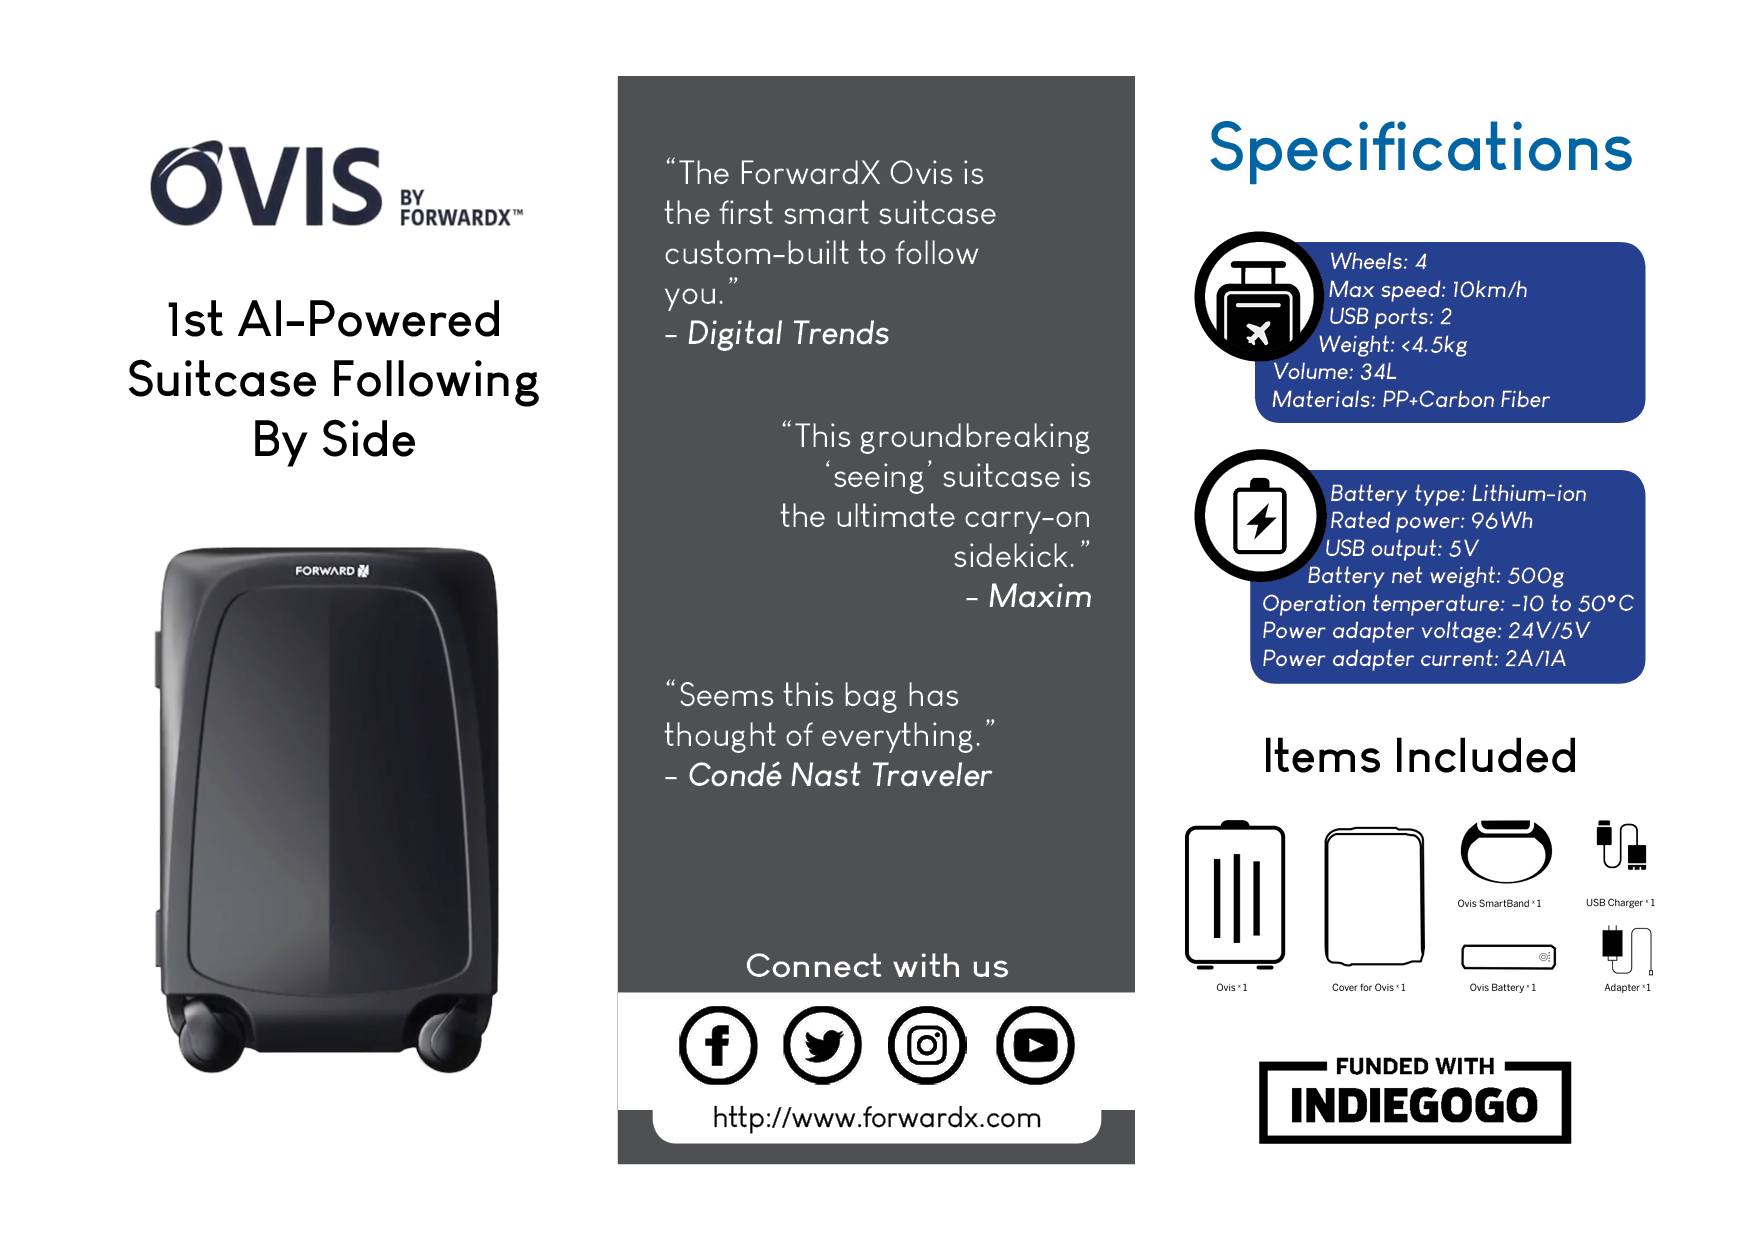 OVIS BY
FORWARDX™
1st AI-Powered
Suitcase Following
By Side
FORWARD X
“The ForwardX Ovis is
the first smart suitcase
custom-built to follow
you.”
- Digital Trends
“This groundbreaking
‘seeing’ suitcase is
the ultimate carry-on
sidekick.”
- Maxim
“Seems this bag has
thought of everything.”
- Condé Nast Traveler
Connect with us
http://www.forwardx.com
Specifications
Wheels: 4
Max speed: 10km/h
USB ports: 2
Weight: <4.5kg
Volume: 34L
Materials: PP+Carbon Fiber
Battery type: Lithium-ion
Rated power: 96Wh
USB output: 5V
Battery net weight: 500g
Operation temperature: -10 to 50°C
Power adapter voltage: 24V/5V
Power adapter current: 2A/1A
Items Included
Ovis x 1
Cover for Ovis x 1
Ovis SmartBand x 1
USB Charger x 1
Ovis Battery x 1
Adapter x 1
FUNDED WITH
INDIEGOGO